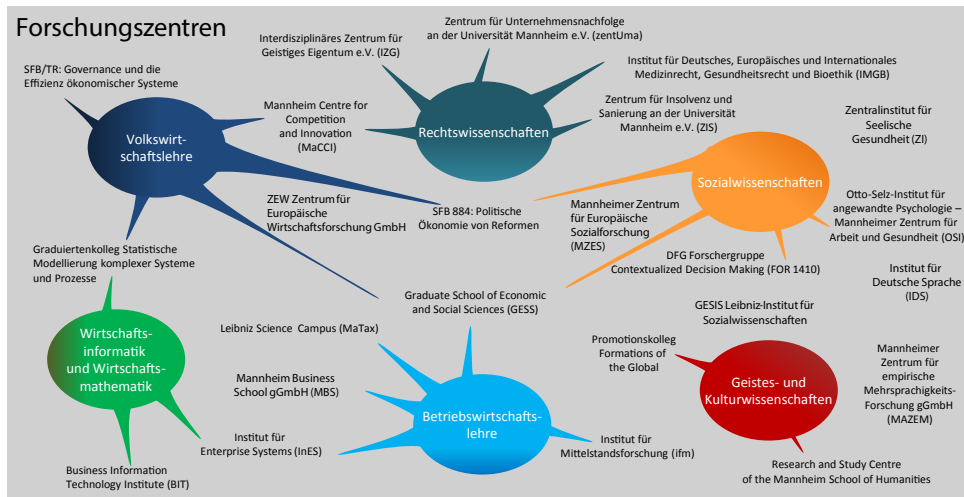 Forschungszentren
SFB/TR: Governance und die
Effizienz ökonomischer Systeme
Interdisziplinäres Zentrum für
Geistiges Eigentum e.V. (IZG)
Zentrum für Unternehmensnachfolge
an der Universität Mannheim e.V. (zentUma)
Institut für Deutsches, Europäisches und Internationales
Medizinrecht, Gesundheitsrecht und Bioethik (IMGB)
Mannheim Centre for
Competition
and Innovation
(MaCCI)
Zentrum für Insolvenz und
Sanierung an der Universität
Mannheim e.V. (ZIS)
Zentralinstitut für
Seelische
Gesundheit (ZI)
Volkswirt-
schaftslehre
Rechtswissenschaften
Sozialwissenschaften
ZEW Zentrum für
Europäische
Wirtschaftsforschung GmbH
SFB 884: Politische
Ökonomie von Reformen
Mannheimer Zentrum
für Europäische
Sozialforschung
(MZES)
Otto-Selz-Institut für
angewandte Psychologie –
Mannheimer Zentrum für
Arbeit und Gesundheit (OSI)
Graduiertenkolleg Statistische
Modellierung komplexer Systeme
und Prozesse
DFG Forschergruppe
Contextualized Decision Making (FOR 1410)
Institut für
Deutsche Sprache
(IDS)
Graduate School of Economic
and Social Sciences (GESS)
GESIS Leibniz-Institut für
Sozialwissenschaften
Leibniz Science Campus (MaTax)
Promotionskolleg
Formations of
the Global
Wirtschafts-
informatik
und Wirtschafts-
mathematik
Mannheim Business
School gGmbH (MBS)
Betriebswirtschafts-
lehre
Geistes- und
Kulturwissenschaften
Mannheimer
Zentrum für
empirische
Mehrsprachigkeits-
Forschung gGmbH
(MAZEM)
Institut für
Enterprise Systems (InES)
Institut für
Mittelstandsforschung (ifm)
Business Information
Technology Institute (BIT)
Research and Study Centre
of the Mannheim School of Humanities